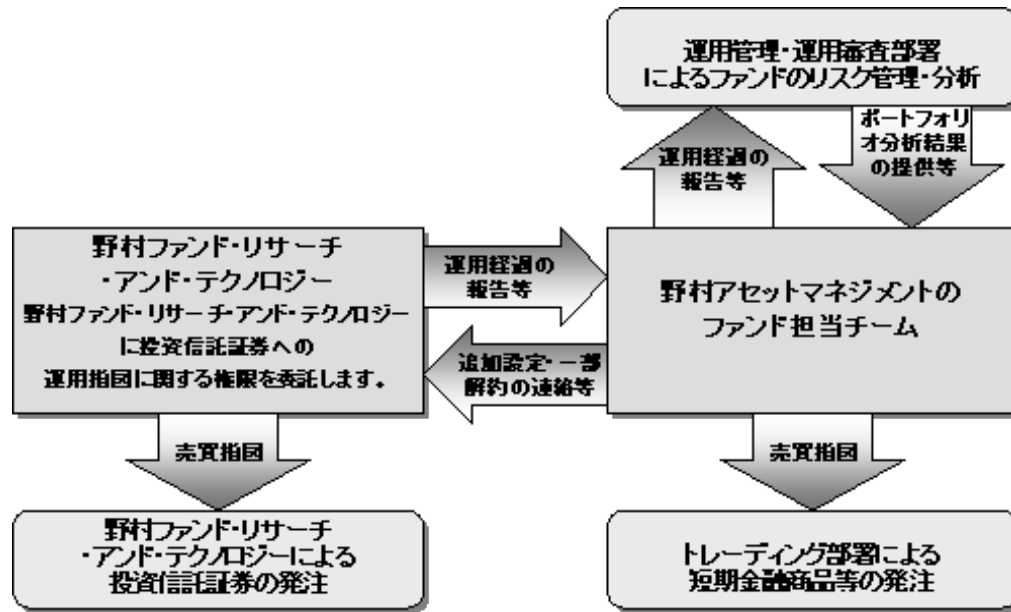 運用管理・運用審査部署
によるファンドのリスク管理・分析
運用経過の
報告等
ポートフォリ
オ分析結果
の提供等
野村ファンド・リサーチ
・アンド・テクノロジー
野村ファンド・リサーチ・アンド・テクノロジー
に投資信託証券への
運用指図に関する権限を委託します。
運用経過の
報告等
追加設定・一部
解約の連絡等
野村アセットマネジメントの
ファンド担当チーム
売買指図
売買指図
野村ファンド・リサーチ
・アンド・テクノロジーによる
投資信託証券の発注
トレーディング部署による
短期金融商品等の発注